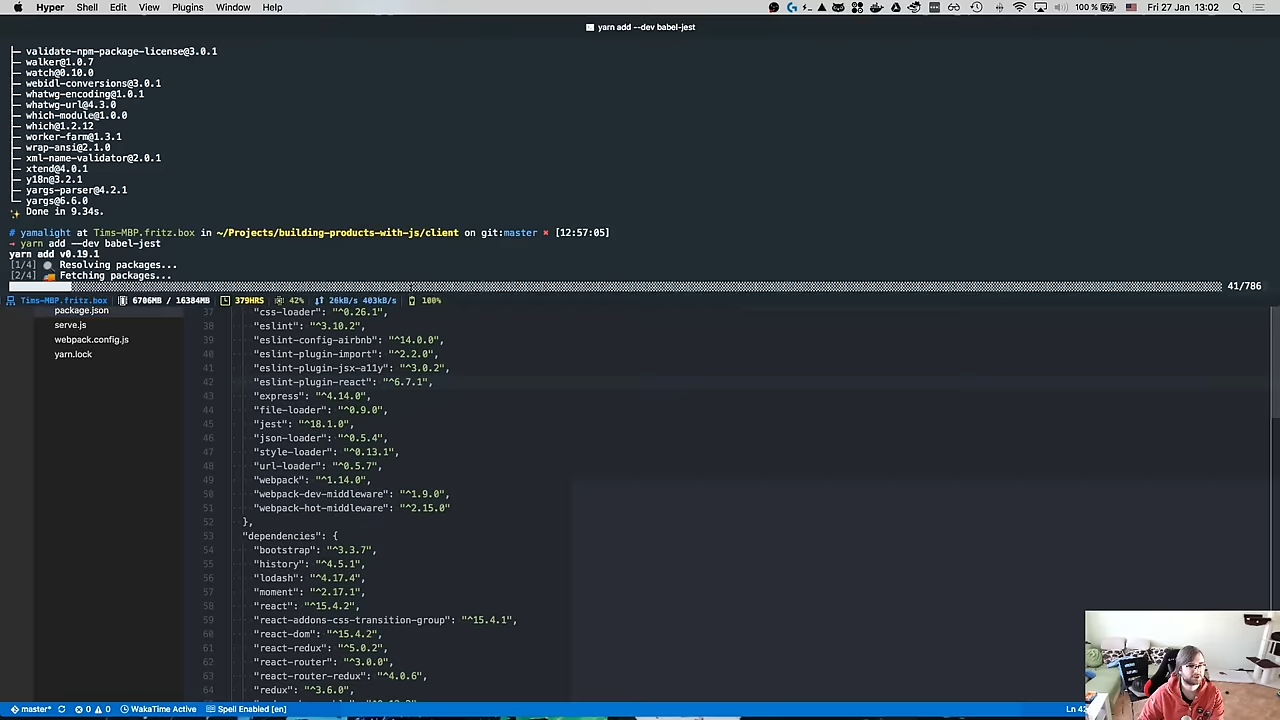 Hyper Shell Edit View Plugins Window Help 100 % Fri 27 Jan 13:02
yarn add --dev babel-jest
├─ validate-npm-package-license@3.0.1
├─ walker@1.0.7
├─ watch@0.10.0
├─ webidl-conversions@3.0.1
├─ whatwg-encoding@1.0.1
├─ whatwg-url@4.3.0
├─ which-module@1.0.0
├─ which@1.2.12
├─ worker-farm@1.3.1
├─ wrap-ansi@2.1.0
├─ xml-name-validator@2.0.1
├─ xtend@4.0.1
├─ y18n@3.2.1
├─ yargs-parser@4.2.1
└─ yargs@6.6.0
✨ Done in 9.34s.
# yamalight at Tims-MBP.fritz.box in ~/Projects/building-products-with-js/client on git:master ✖ [12:57:05]
→ yarn add --dev babel-jest
yarn add v0.19.1
[1/4] 🔍 Resolving packages...
[2/4] 🚚 Fetching packages...
41/786
Tims-MBP.fritz.box 6706MB / 16384MB 379HRS 42% 26kB/s 403kB/s 100%
package.json
serve.js
webpack.config.js
yarn.lock
37 "css-loader": "^0.26.1",
38 "eslint": "^3.10.2",
39 "eslint-config-airbnb": "^14.0.0",
40 "eslint-plugin-import": "^2.2.0",
41 "eslint-plugin-jsx-a11y": "^3.0.2",
42 "eslint-plugin-react": "^6.7.1",
43 "express": "^4.14.0",
44 "file-loader": "^0.9.0",
45 "jest": "^18.1.0",
46 "json-loader": "^0.5.4",
47 "style-loader": "^0.13.1",
48 "url-loader": "^0.5.7",
49 "webpack": "^1.14.0",
50 "webpack-dev-middleware": "^1.9.0",
51 "webpack-hot-middleware": "^2.15.0"
52 },
53 "dependencies": {
54 "bootstrap": "^3.3.7",
55 "history": "^4.5.1",
56 "lodash": "^4.17.4",
57 "moment": "^2.17.1",
58 "react": "^15.4.2",
59 "react-addons-css-transition-group": "^15.4.1",
60 "react-dom": "^15.4.2",
61 "react-redux": "^5.0.2",
62 "react-router": "^3.0.0",
63 "react-router-redux": "^4.0.6",
64 "redux": "^3.6.0",
master* 0 0 WakaTime Active Spell Enabled [en]